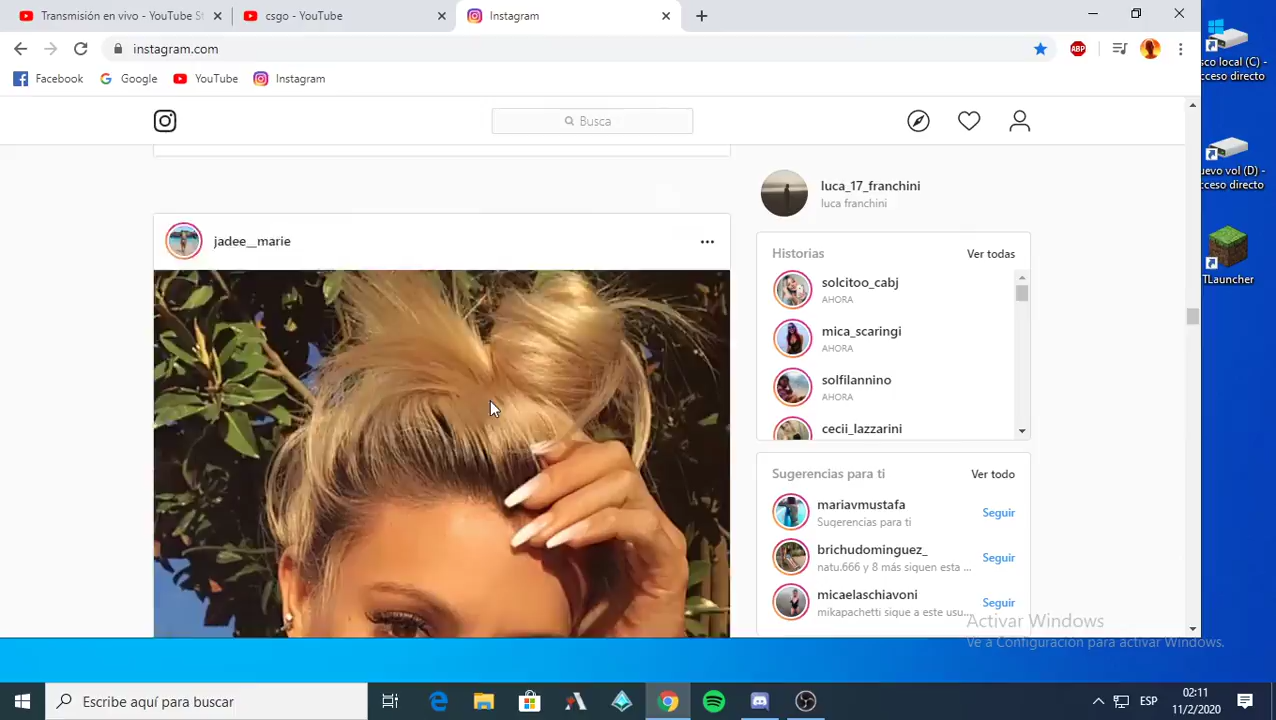 Transmisión en vivo - YouTube St
csgo - YouTube
Instagram
instagram.com
ABP
Facebook
Google
YouTube
Instagram
Busca
luca_17_franchini
luca franchini
jadee__marie
Historias
Ver todas
solcitoo_cabj
AHORA
mica_scaringi
AHORA
solfilannino
AHORA
cecii_lazzarini
Sugerencias para ti
Ver todo
mariavmustafa
Sugerencias para ti
Seguir
brichudominguez_
natu.666 y 8 más siguen esta ...
Seguir
micaelaschiavoni
mikapachetti sigue a este usu...
Seguir
Activar Windows
Ve a Configuración para activar Windows.
sco local (C) -
cceso directo
uevo vol (D) -
cceso directo
TLauncher
Escribe aquí para buscar
ESP
02:11
11/2/2020